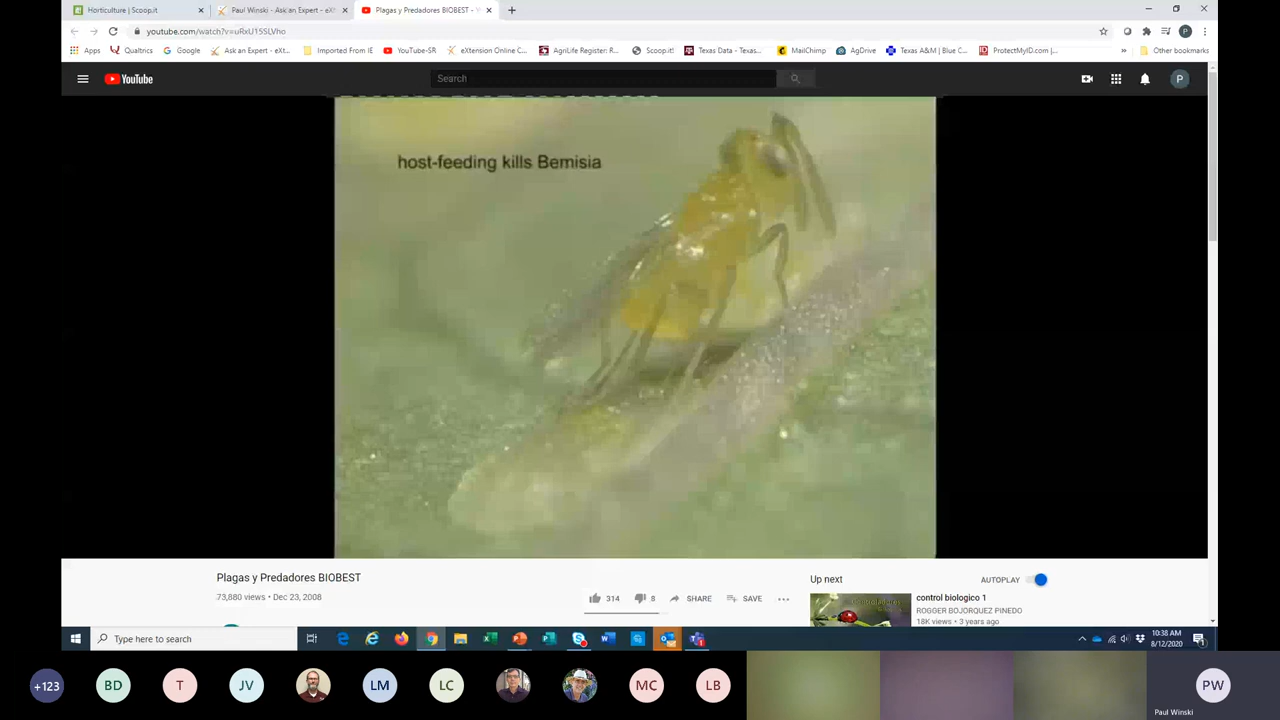 Horticulture | Scoop.it
Paul Winski - Ask an Expert - eXt
Plagas y Predadores BIOBEST -
youtube.com/watch?v=uRxU15SLVho
Apps Qualtrics Google Ask an Expert - eXt... Imported From IE YouTube-SR eXtension Online C... AgriLife Register: R... Scoop.it! Texas Data - Texas... MailChimp AgDrive Texas A&M | Blue C... ProtectMyID.com |... » Other bookmarks
YouTube
Search
P
host-feeding kills Bemisia
Plagas y Predadores BIOBEST
73,880 views • Dec 23, 2008
314 8 SHARE SAVE
Up next AUTOPLAY
control biologico 1
ROGGER BOJORQUEZ PINEDO
18K views • 3 years ago
Type here to search
10:38 AM
8/12/2020
+123 BD T JV LM LC MC LB PW
Paul Winski